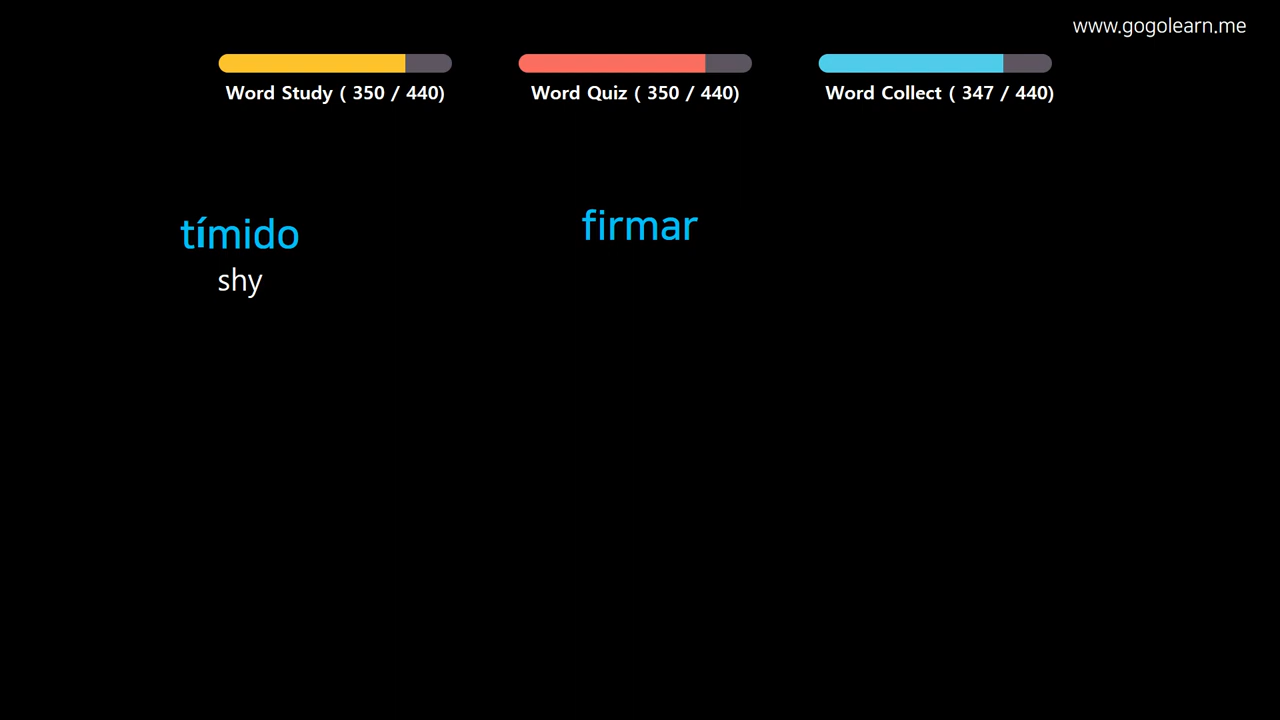 www.gogolearn.me
Word Study ( 350 / 440)
Word Quiz ( 350 / 440)
Word Collect ( 347 / 440)
tímido
shy
firmar